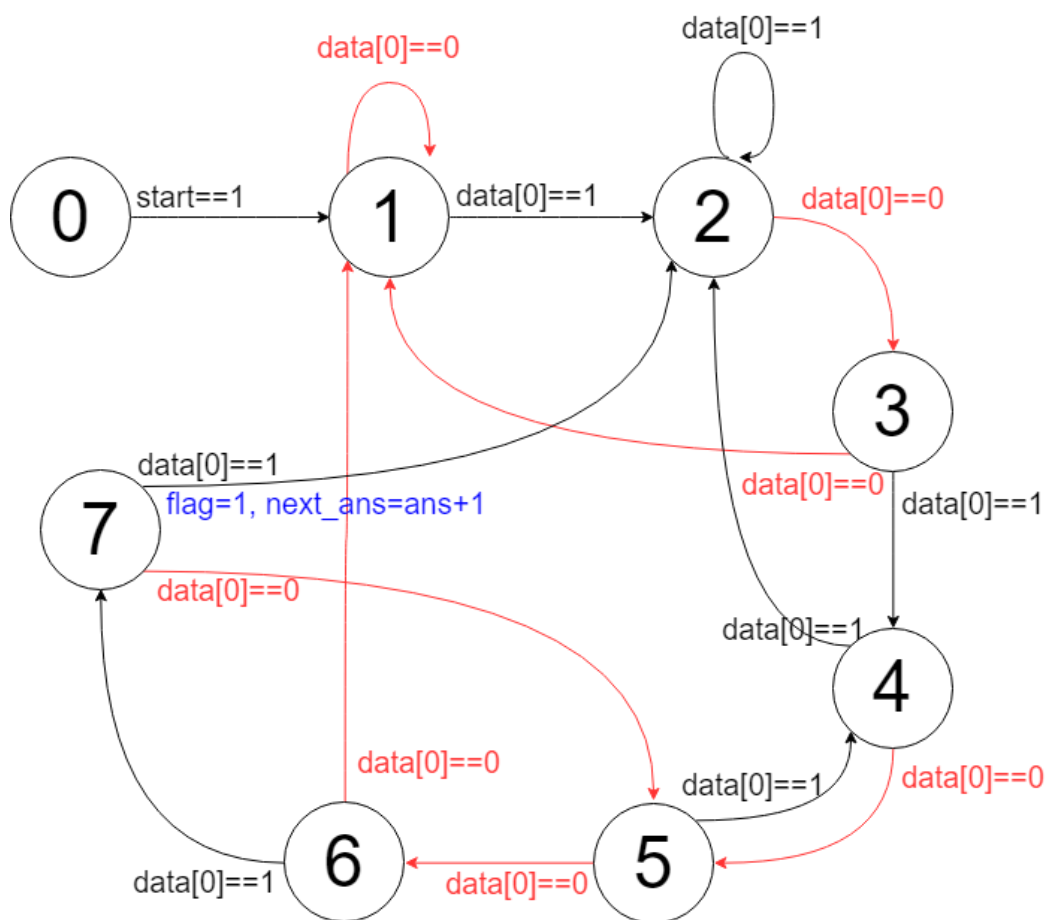 data[0]==1
data[0]==0
0
start==1
1
data[0]==1
2
data[0]==0
3
data[0]==1
flag=1, next_ans=ans+1
data[0]==0
data[0]==1
7
data[0]==0
data[0]==1
4
data[0]==0
data[0]==1
data[0]==0
6
5
data[0]==1
data[0]==0